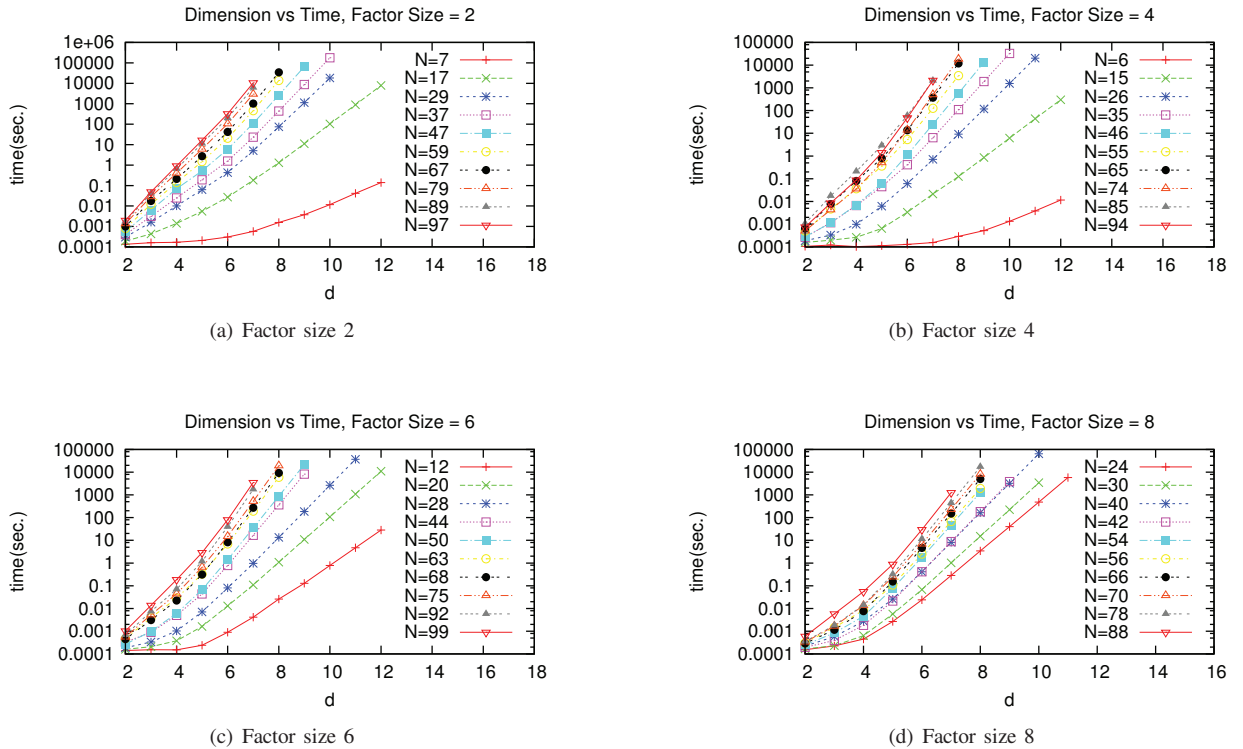 Dimension vs Time, Factor Size = 2
1e+06
100000
10000
1000
100
10
1
0.1
0.01
0.001
0.0001
time(sec.)
2 4 6 8 10 12 14 16 18
d
N=7
N=17
N=29
N=37
N=47
N=59
N=67
N=79
N=89
N=97
(a) Factor size 2
Dimension vs Time, Factor Size = 4
100000
10000
1000
100
10
1
0.1
0.01
0.001
0.0001
time(sec.)
2 4 6 8 10 12 14 16 18
d
N=6
N=15
N=26
N=35
N=46
N=55
N=65
N=74
N=85
N=94
(b) Factor size 4
Dimension vs Time, Factor Size = 6
100000
10000
1000
100
10
1
0.1
0.01
0.001
0.0001
time(sec.)
2 4 6 8 10 12 14 16 18
d
N=12
N=20
N=28
N=44
N=50
N=63
N=68
N=75
N=92
N=99
(c) Factor size 6
Dimension vs Time, Factor Size = 8
100000
10000
1000
100
10
1
0.1
0.01
0.001
0.0001
time(sec.)
2 4 6 8 10 12 14 16
d
N=24
N=30
N=40
N=42
N=54
N=56
N=66
N=70
N=78
N=88
(d) Factor size 8